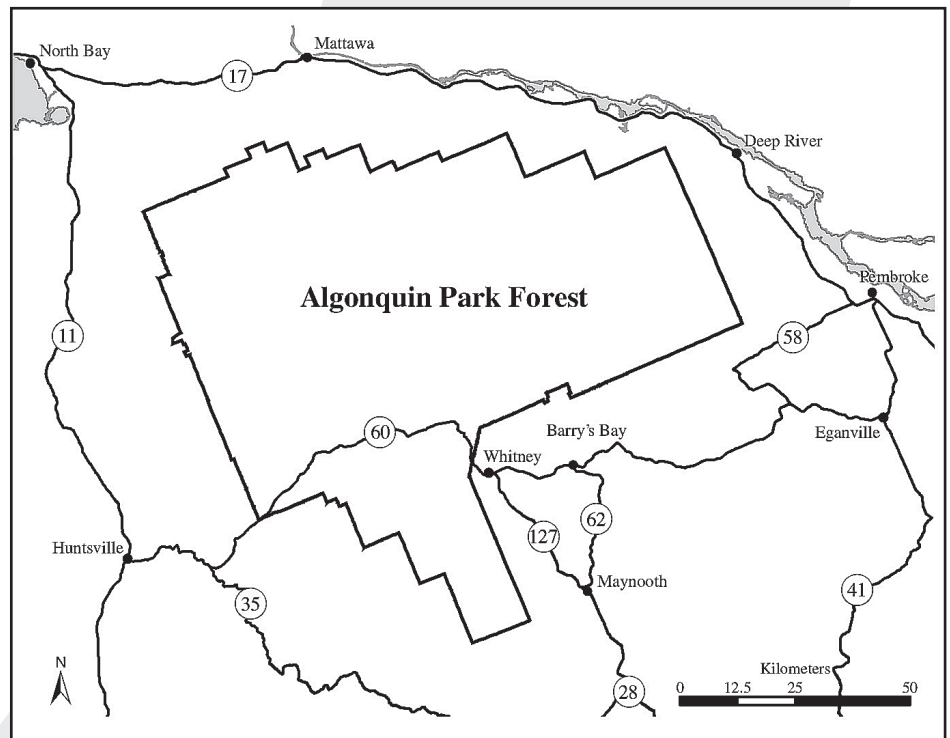 North Bay
Mattawa
17
Deep River
Algonquin Park Forest
Pembroke
11
58
60
Barry's Bay
Eganville
Whitney
62
127
Huntsville
Maynooth
35
41
N
Kilometers
28
0 12.5 25 50